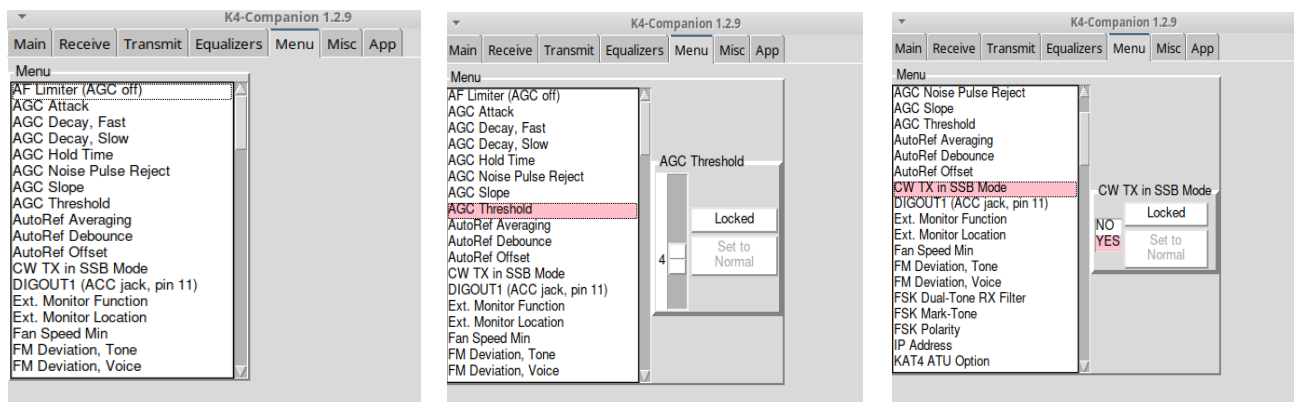 K4-Companion 1.2.9
Main Receive Transmit Equalizers Menu Misc App
Menu
AF Limiter (AGC off)
AGC Attack
AGC Decay, Fast
AGC Decay, Slow
AGC Hold Time
AGC Noise Pulse Reject
AGC Slope
AGC Threshold
AutoRef Averaging
AutoRef Debounce
AutoRef Offset
CW TX in SSB Mode
DIGOUT1 (ACC jack, pin 11)
Ext. Monitor Function
Ext. Monitor Location
Fan Speed Min
FM Deviation, Tone
FM Deviation, Voice
K4-Companion 1.2.9
Main Receive Transmit Equalizers Menu Misc App
Menu
AF Limiter (AGC off)
AGC Attack
AGC Decay, Fast
AGC Decay, Slow
AGC Hold Time
AGC Noise Pulse Reject
AGC Slope
AGC Threshold
AutoRef Averaging
AutoRef Debounce
AutoRef Offset
CW TX in SSB Mode
DIGOUT1 (ACC jack, pin 11)
Ext. Monitor Function
Ext. Monitor Location
Fan Speed Min
FM Deviation, Tone
FM Deviation, Voice
AGC Threshold
Locked
4
Set to
Normal
K4-Companion 1.2.9
Main Receive Transmit Equalizers Menu Misc App
Menu
AGC Noise Pulse Reject
AGC Slope
AGC Threshold
AutoRef Averaging
AutoRef Debounce
AutoRef Offset
CW TX in SSB Mode
DIGOUT1 (ACC jack, pin 11)
Ext. Monitor Function
Ext. Monitor Location
Fan Speed Min
FM Deviation, Tone
FM Deviation, Voice
FSK Dual-Tone RX Filter
FSK Mark-Tone
FSK Polarity
IP Address
KAT4 ATU Option
CW TX in SSB Mode
NO
YES
Locked
Set to
Normal